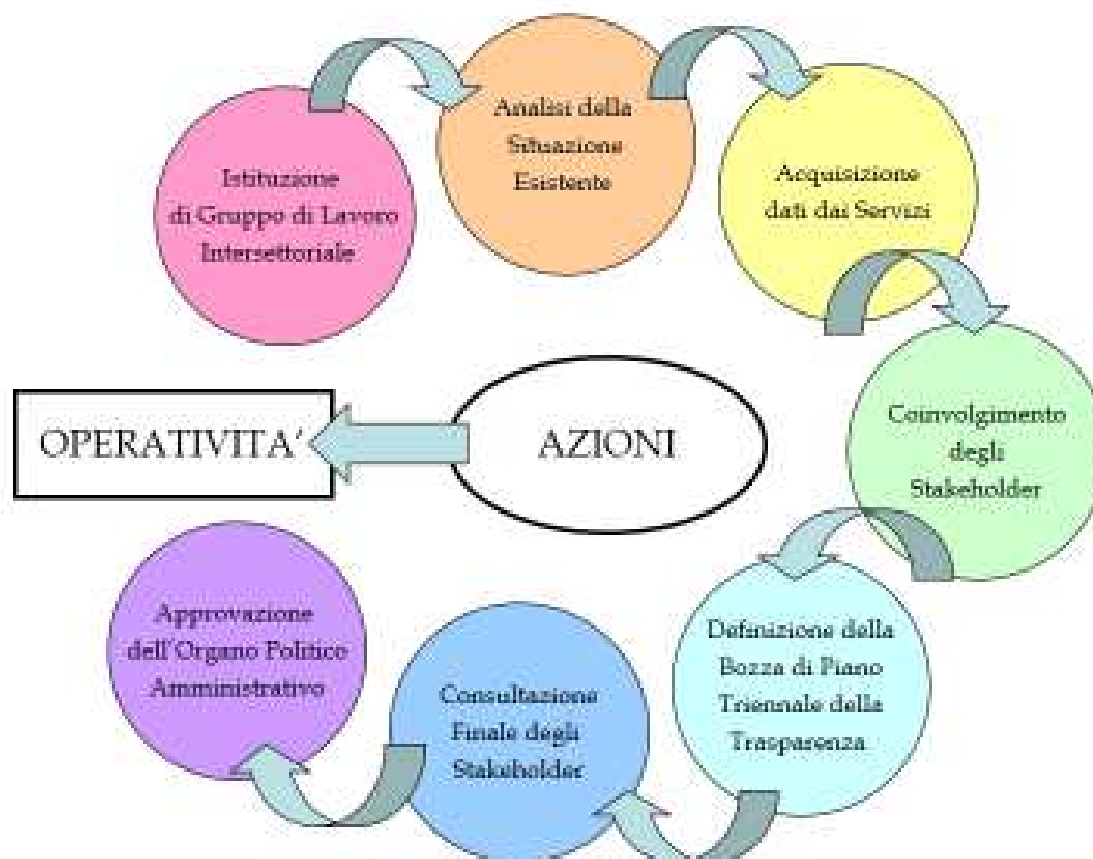 Istituzione
di Gruppo di Lavoro
Intersettoriale
Analisi della
Situazione
Esistente
Acquisizione
dati dai Servizi
Coinvolgimento
degli
Stakeholder
Definizione della
Bozza di Piano
Triennale della
Trasparenza
Consultazione
Finale degli
Stakeholder
Approvazione
dell'Organo Politico
Amministrativo
AZIONI
OPERATIVITA'